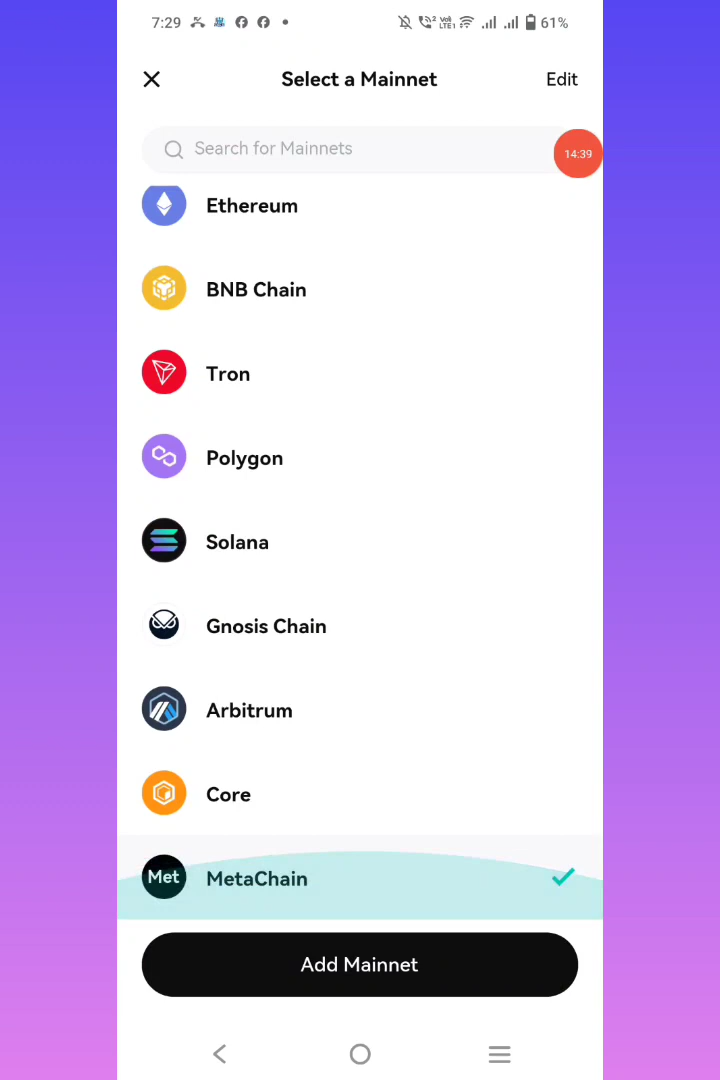 7:29 61%
Select a Mainnet Edit
Search for Mainnets 14:39
Ethereum
BNB Chain
Tron
Polygon
Solana
Gnosis Chain
Arbitrum
Core
Met MetaChain
Add Mainnet